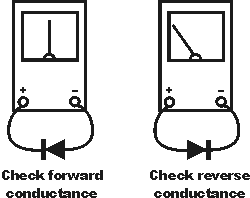 + −
+ −
Check forward
conductance
Check reverse
conductance